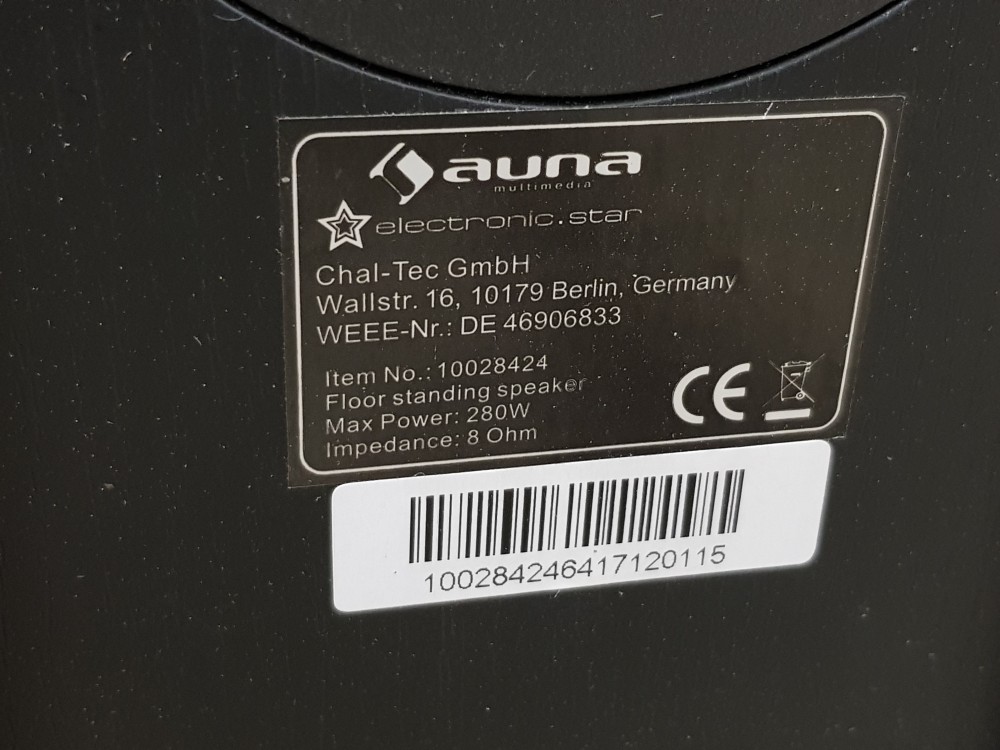 auna
multimedia
electronic.star
Chal-Tec GmbH
Wallstr. 16, 10179 Berlin, Germany
WEEE-Nr.: DE 46906833
Item No.: 10028424
Floor standing speaker
Max Power: 280W
Impedance: 8 Ohm
CE
100284246417120115